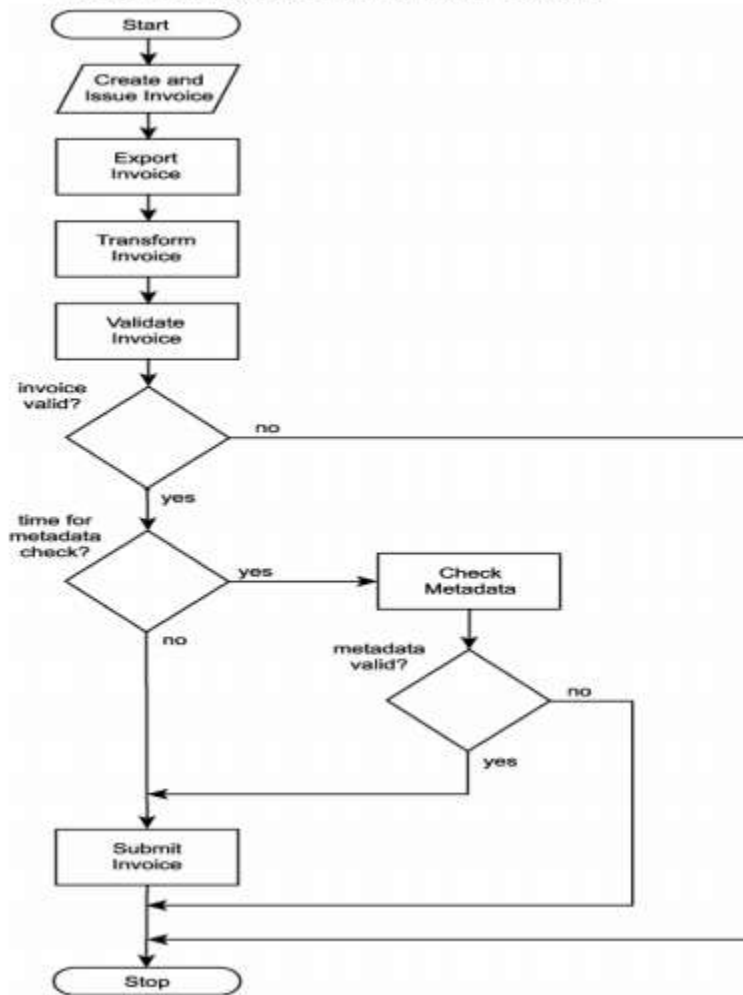 Start
Create and
Issue Invoice
Export
Invoice
Transform
Invoice
Validate
Invoice
invoice
valid?
no
yes
time for
metadata
check?
yes
Check
Metadata
no
metadata
valid?
no
yes
Submit
Invoice
Stop